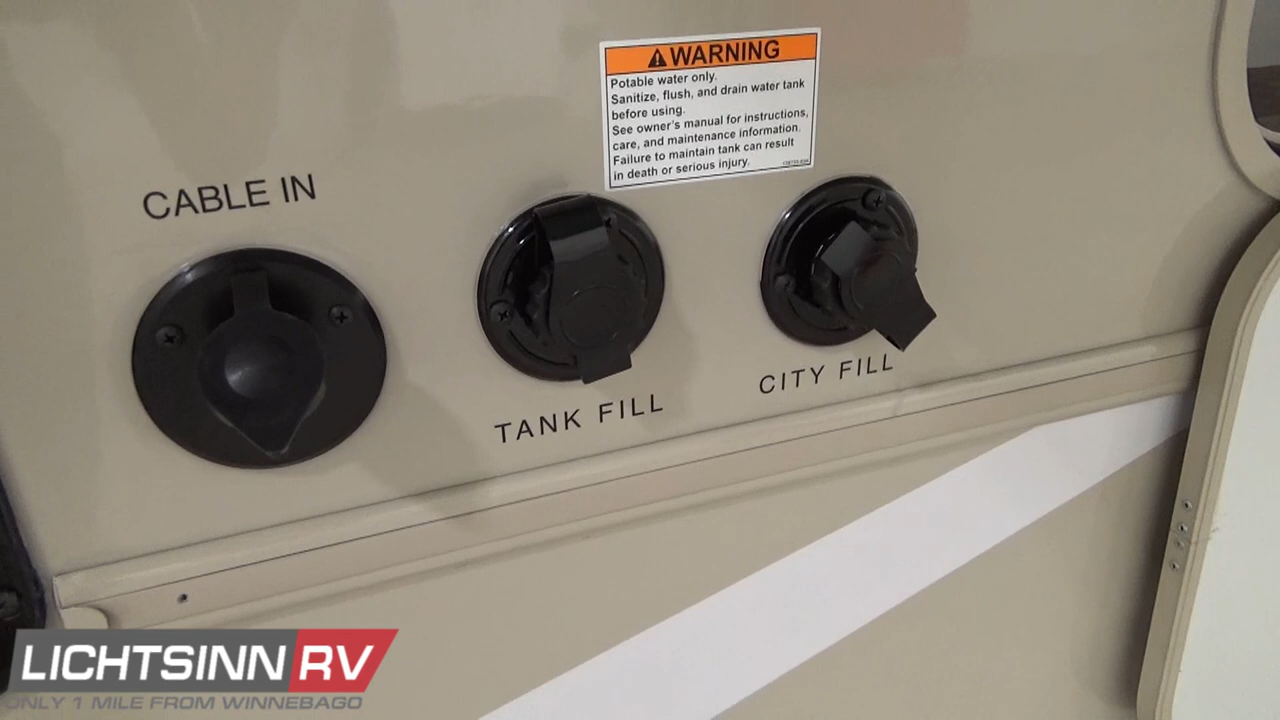 WARNING
Potable water only.
Sanitize, flush, and drain water tank
before using.
See owner's manual for instructions,
care, and maintenance information.
Failure to maintain tank can result
in death or serious injury.
CABLE IN
TANK FILL
CITY FILL
LICHTSINN RV
ONLY 1 MILE FROM WINNEBAGO